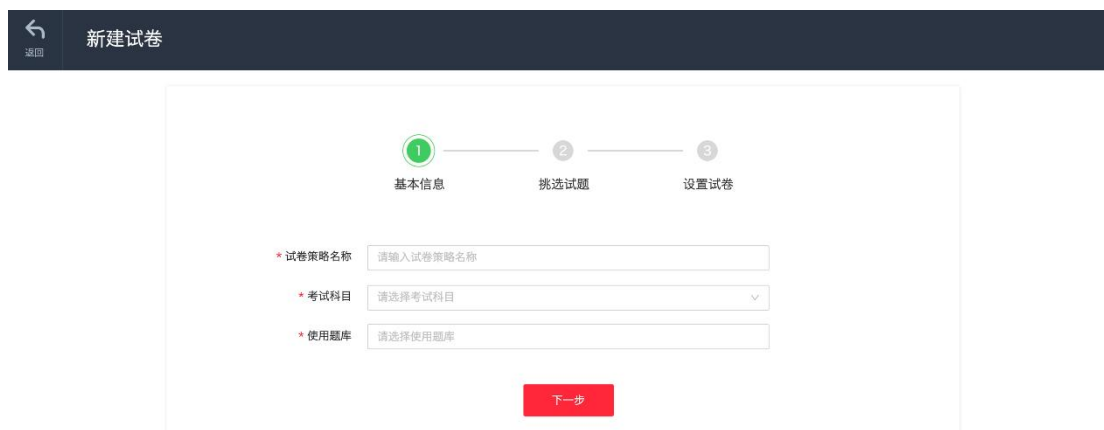 返回
新建试卷
1 2 3
基本信息 挑选试题 设置试卷
* 试卷策略名称 请输入试卷策略名称
* 考试科目 请选择考试科目
* 使用题库 请选择使用题库
下一步